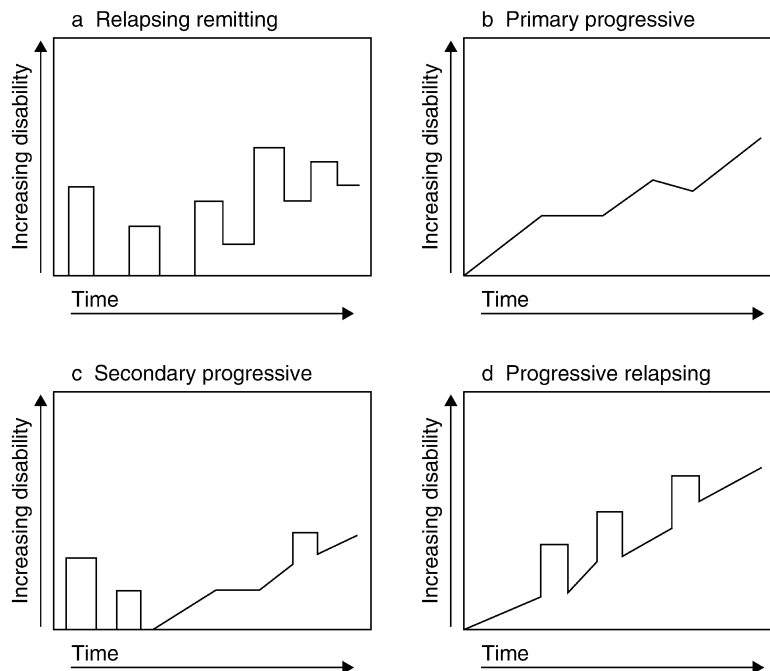 a Relapsing remitting
Increasing disability
Time
b Primary progressive
Increasing disability
Time
c Secondary progressive
Increasing disability
Time
d Progressive relapsing
Increasing disability
Time